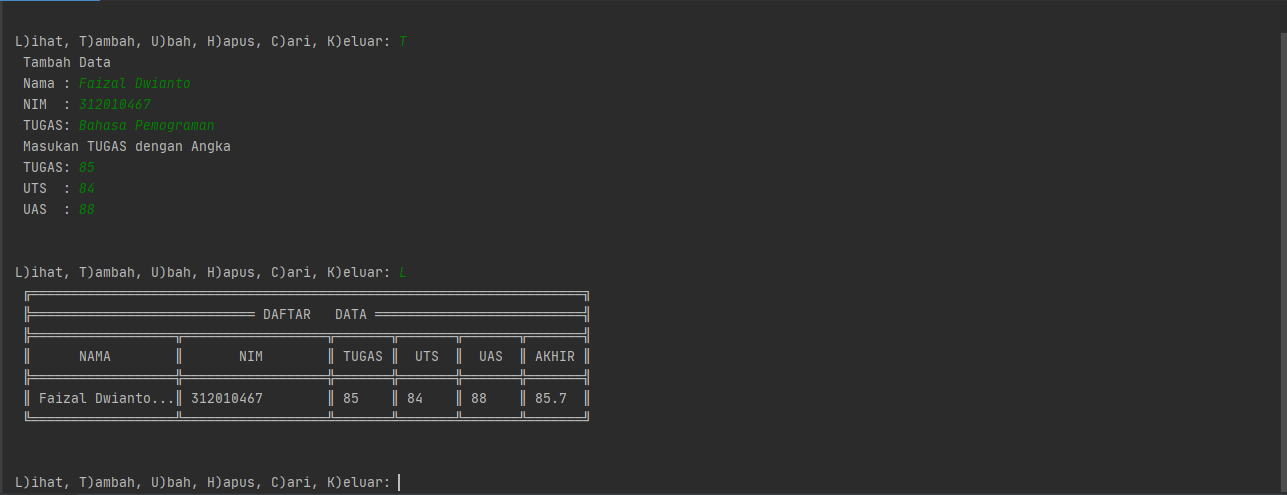 L)ihat, T)ambah, U)bah, H)apus, C)ari, K)eluar: T
Tambah Data
Nama : Faizal Dwianto
NIM  : 312010467
TUGAS: Bahasa Pemograman
Masukan TUGAS dengan Angka
TUGAS: 85
UTS  : 84
UAS  : 88
L)ihat, T)ambah, U)bah, H)apus, C)ari, K)eluar: L
DAFTAR   DATA
NAMA NIM TUGAS UTS UAS AKHIR
Faizal Dwianto... 312010467 85 84 88 85.7
L)ihat, T)ambah, U)bah, H)apus, C)ari, K)eluar: